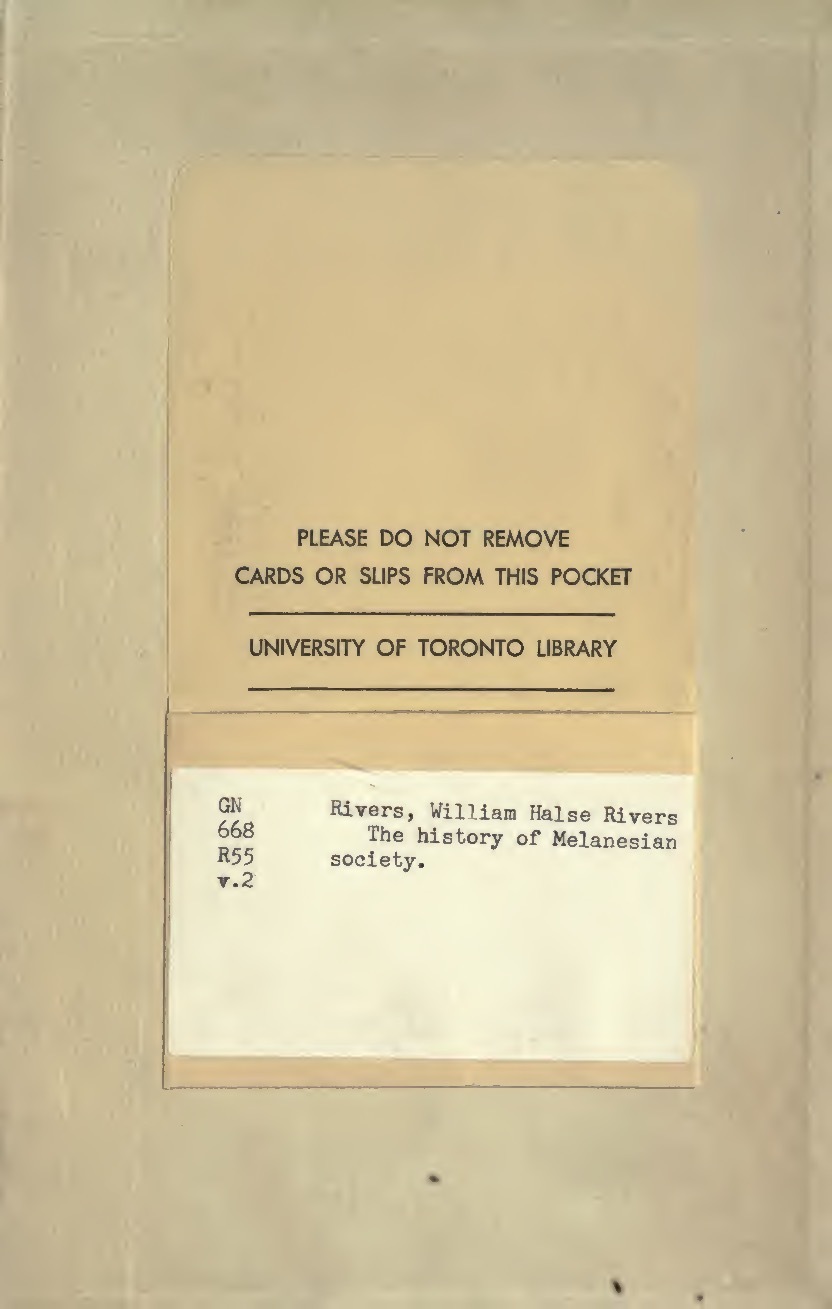 PLEASE DO NOT REMOVE
CARDS OR SLIPS FROM THIS POCKET
UNIVERSITY OF TORONTO LIBRARY
GN Rivers, William Halse Rivers
668 The history of Melanesian
R55 society.
v.2